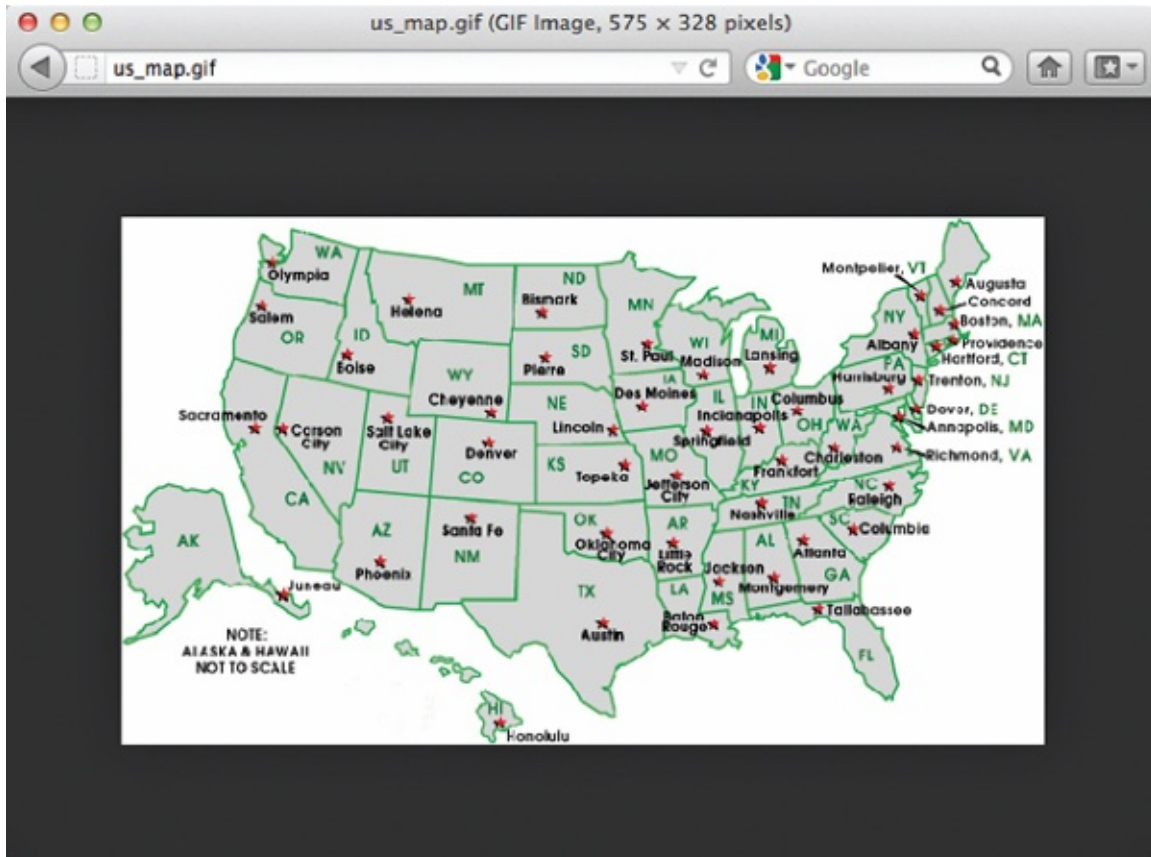 us_map.gif (GIF Image, 575 × 328 pixels)
us_map.gif
Google
WA
Olympia
Salem
OR
ID
Boise
MT
Helena
ND
Bismark
SD
Pierre
MN
St. Paul
WI
Madison
MI
Lansing
WY
Cheyenne
NE
Lincoln
IA
Des Moines
IL
Springfield
IN
Indianapolis
Columbus
OH
WA
Charleston
Montpelier, VT
Augusta
Concord
Boston, MA
Providence
Hartford, CT
NY
Albany
PA
Harrisburg
Trenton, NJ
Dover, DE
Annapolis, MD
Richmond, VA
Sacramento
Carson
City
NV
CA
Salt Lake
City
UT
Denver
CO
KS
Topeka
MO
Jefferson
City
Frankfort
KY
Nashville
TN
NC
Raleigh
SC
Columbia
AZ
Phoenix
Santa Fe
NM
OK
Oklahoma
City
AR
Little
Rock
TX
Austin
LA
Baton
Rouge
Jackson
MS
AL
Montgomery
Atlanta
GA
Tallahassee
FL
AK
Juneau
NOTE:
ALASKA & HAWAII
NOT TO SCALE
HI
Honolulu